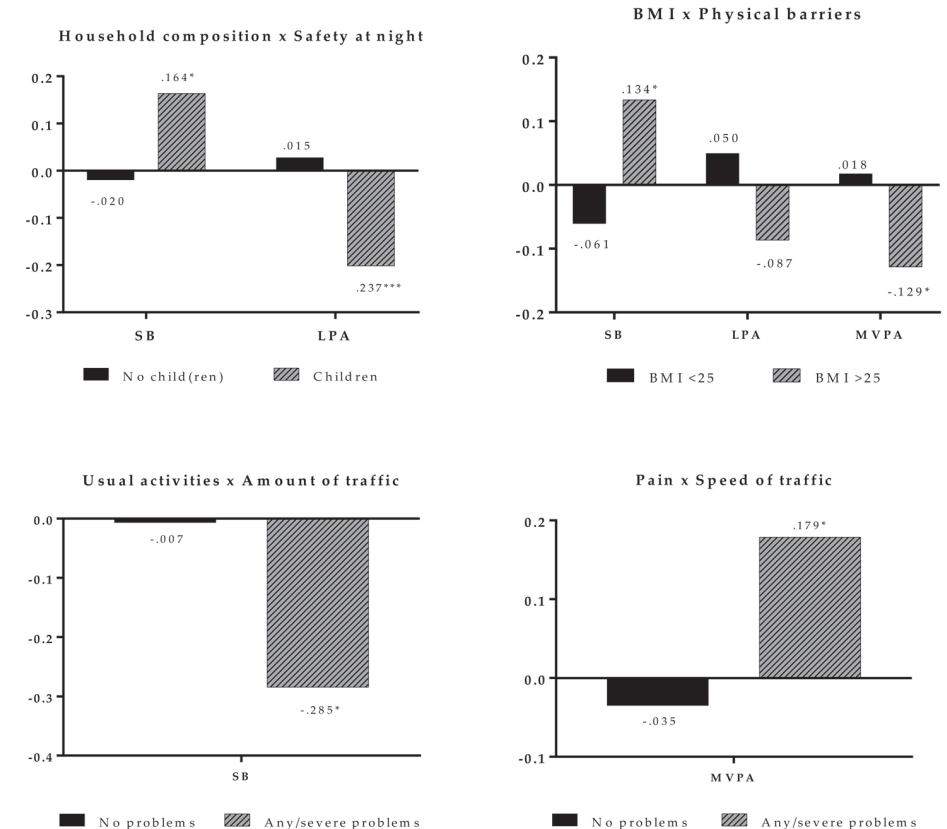 Household composition x Safety at night
0.2
0.1
0.0
-0.1
-0.2
-0.3
.164*
.015
-.020
.237***
SB LPA
No child(ren) Children
BMI x Physical barriers
0.2
0.1
0.0
-0.1
-0.2
.134*
.050
.018
-.061
-.087
-.129*
SB LPA MVPA
BMI <25 BMI >25
Usual activities x Amount of traffic
0.0
-0.1
-0.2
-0.3
-0.4
-.007
-.285*
SB
No problems Any/severe problems
Pain x Speed of traffic
0.2
0.1
0.0
-0.1
.179*
-.035
MVPA
No problems Any/severe problems